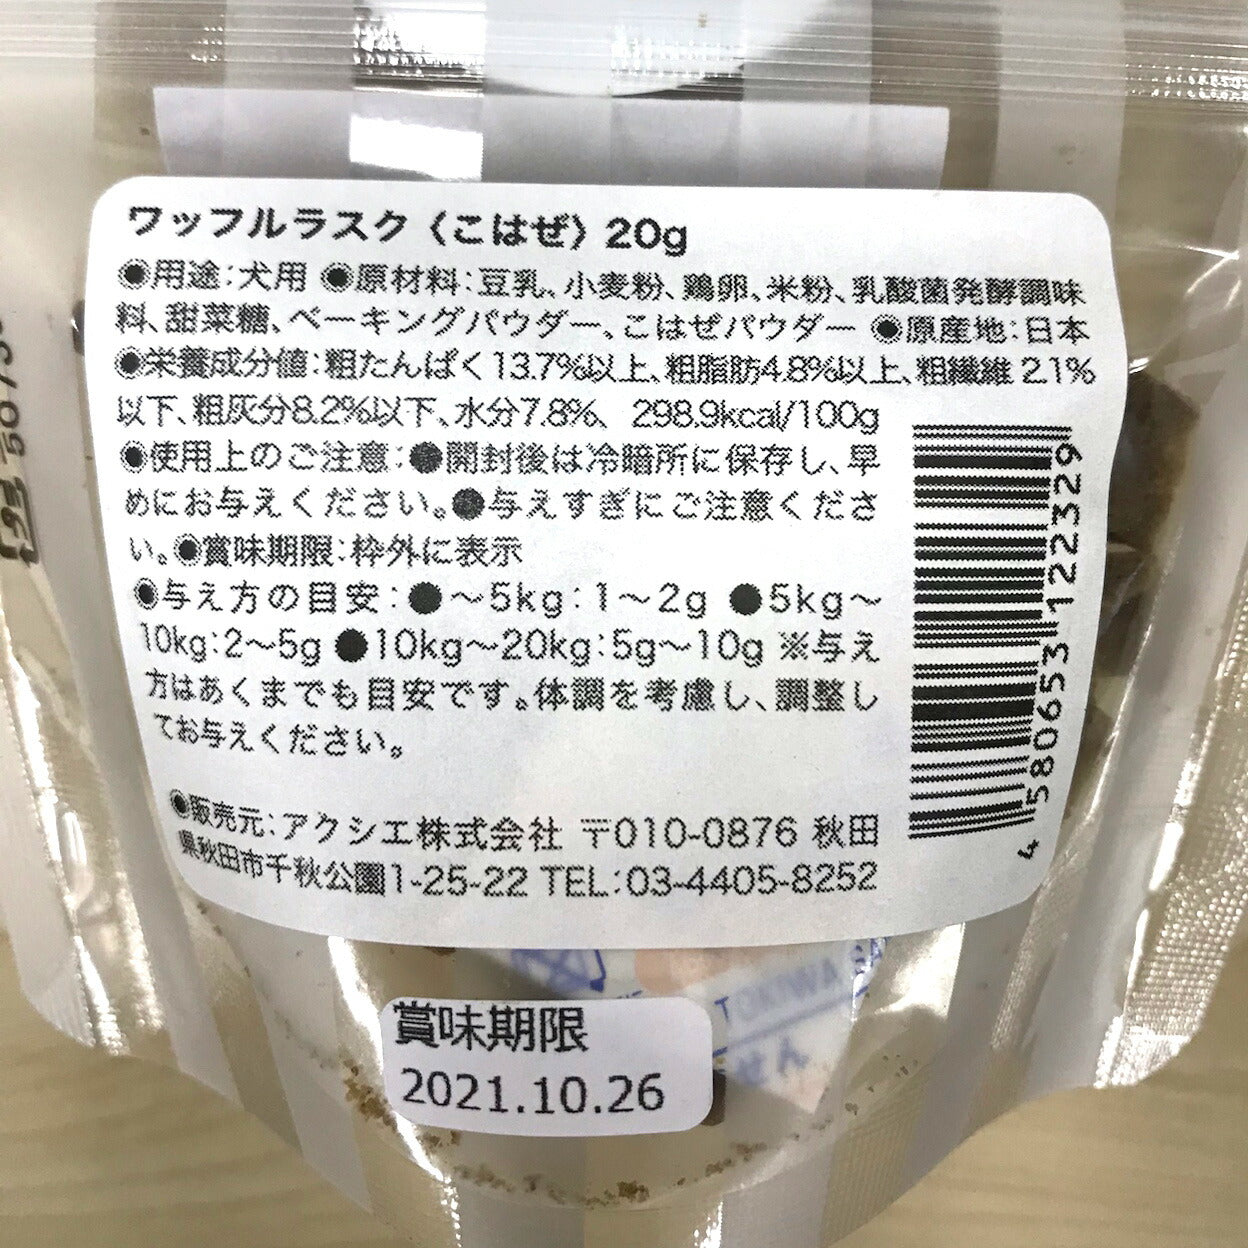 ワッフルラスク〈こはぜ〉20g
◉用途：犬用 ◉原材料：豆乳、小麦粉、鶏卵、米粉、乳酸菌発酵調味
料、甜菜糖、ベーキングパウダー、こはぜパウダー ◉原産地：日本
◉栄養成分値：粗たんぱく13.7%以上、粗脂肪4.8%以上、粗繊維 2.1%
以下、粗灰分8.2%以下、水分7.8%、298.9kcal/100g
◉使用上のご注意：●開封後は冷暗所に保存し、早
めにお与えください。●与えすぎにご注意くださ
い。◉賞味期限：枠外に表示
◉与え方の目安：●～5kg：1～2g ●5kg～
10kg：2～5g ●10kg～20kg：5g～10g ※与え
方はあくまでも目安です。体調を考慮し、調整し
てお与えください。
◉販売元：アクシエ株式会社 〒010-0876 秋田
県秋田市千秋公園1-25-22 TEL：03-4405-8252
4580653122329
賞味期限
2021.10.26
TOKIWA